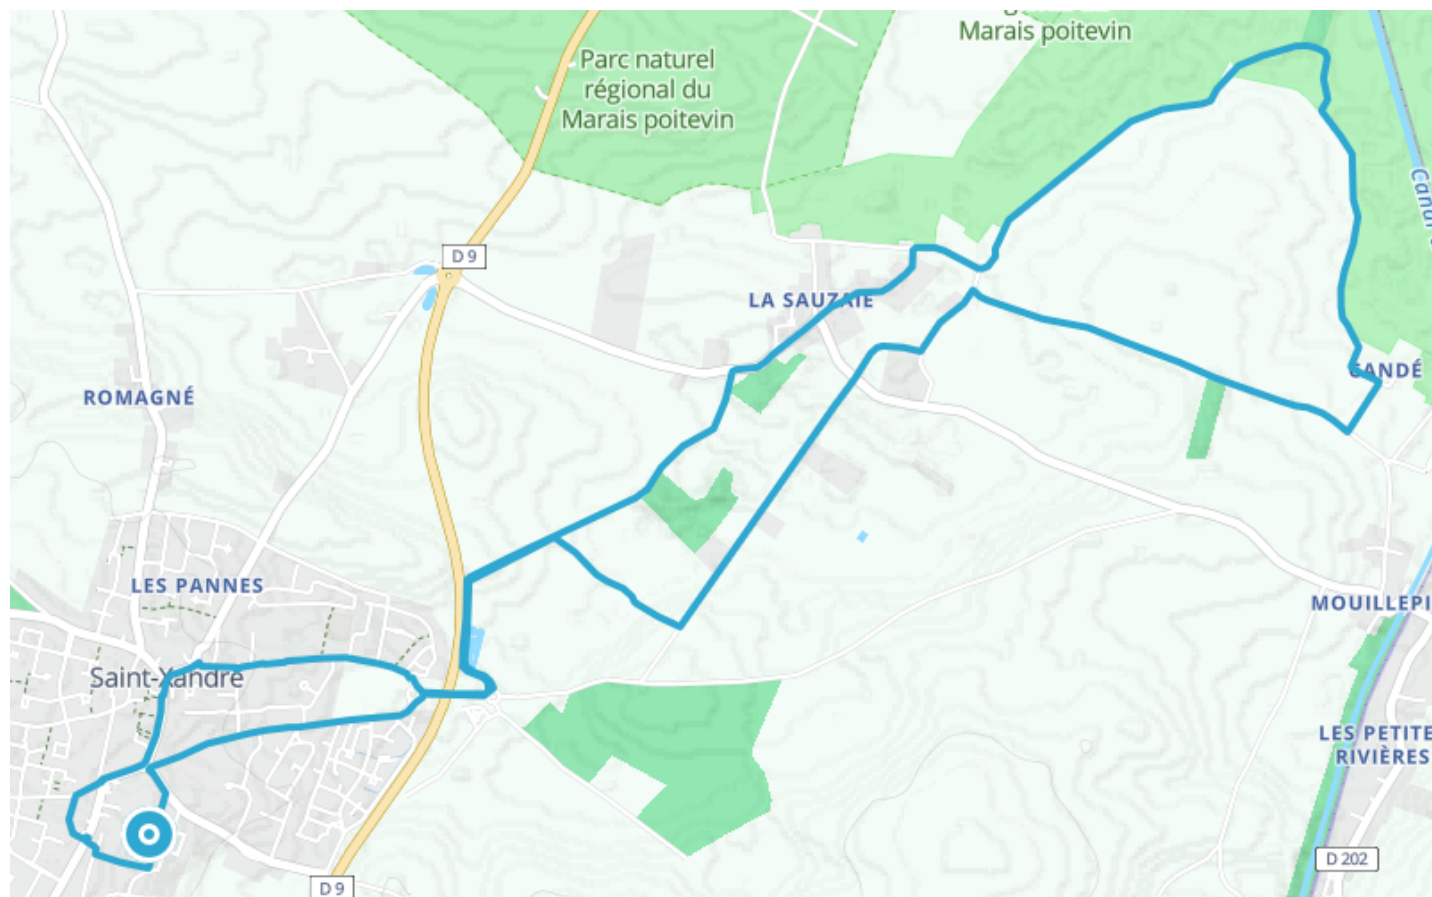 Marais poitevin
Parc naturel
régional du
Marais poitevin
D 9
LA SAUZAIE
CANDÉ
ROMAGNÉ
LES PANNES
MOUILLEPI
Saint-Xandre
LES PETITE
RIVIÈRES
D 202
D 9